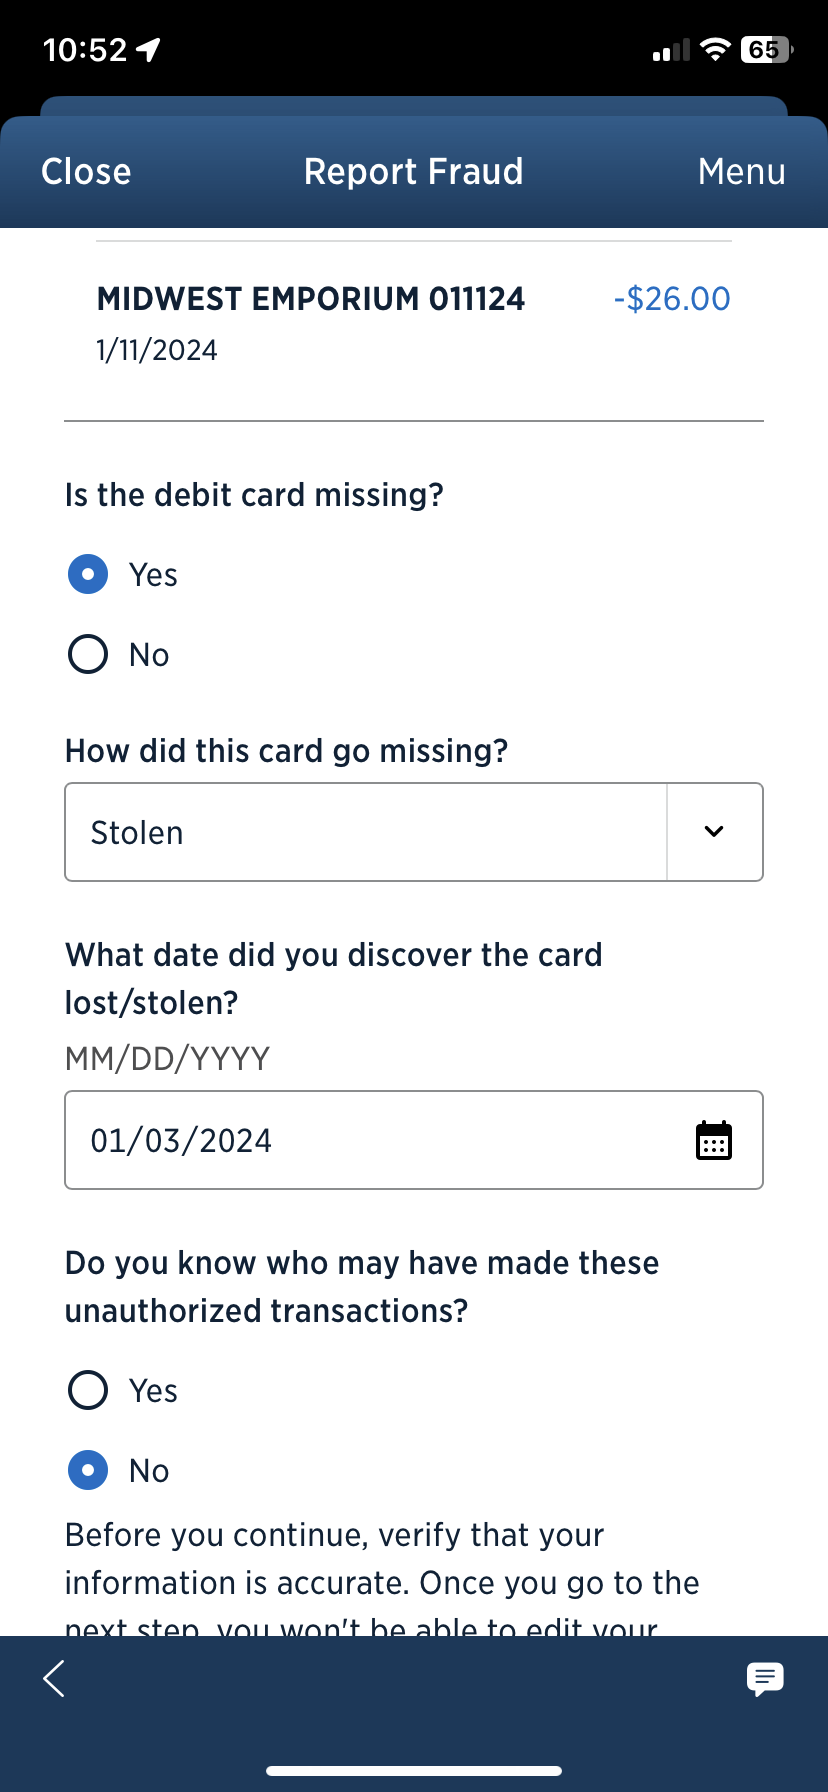 10:52
65
Close Report Fraud Menu
MIDWEST EMPORIUM 011124 -$26.00
1/11/2024
Is the debit card missing?
Yes
No
How did this card go missing?
Stolen
What date did you discover the card
lost/stolen?
MM/DD/YYYY
01/03/2024
Do you know who may have made these
unauthorized transactions?
Yes
No
Before you continue, verify that your
information is accurate. Once you go to the
next step, you won't be able to edit your